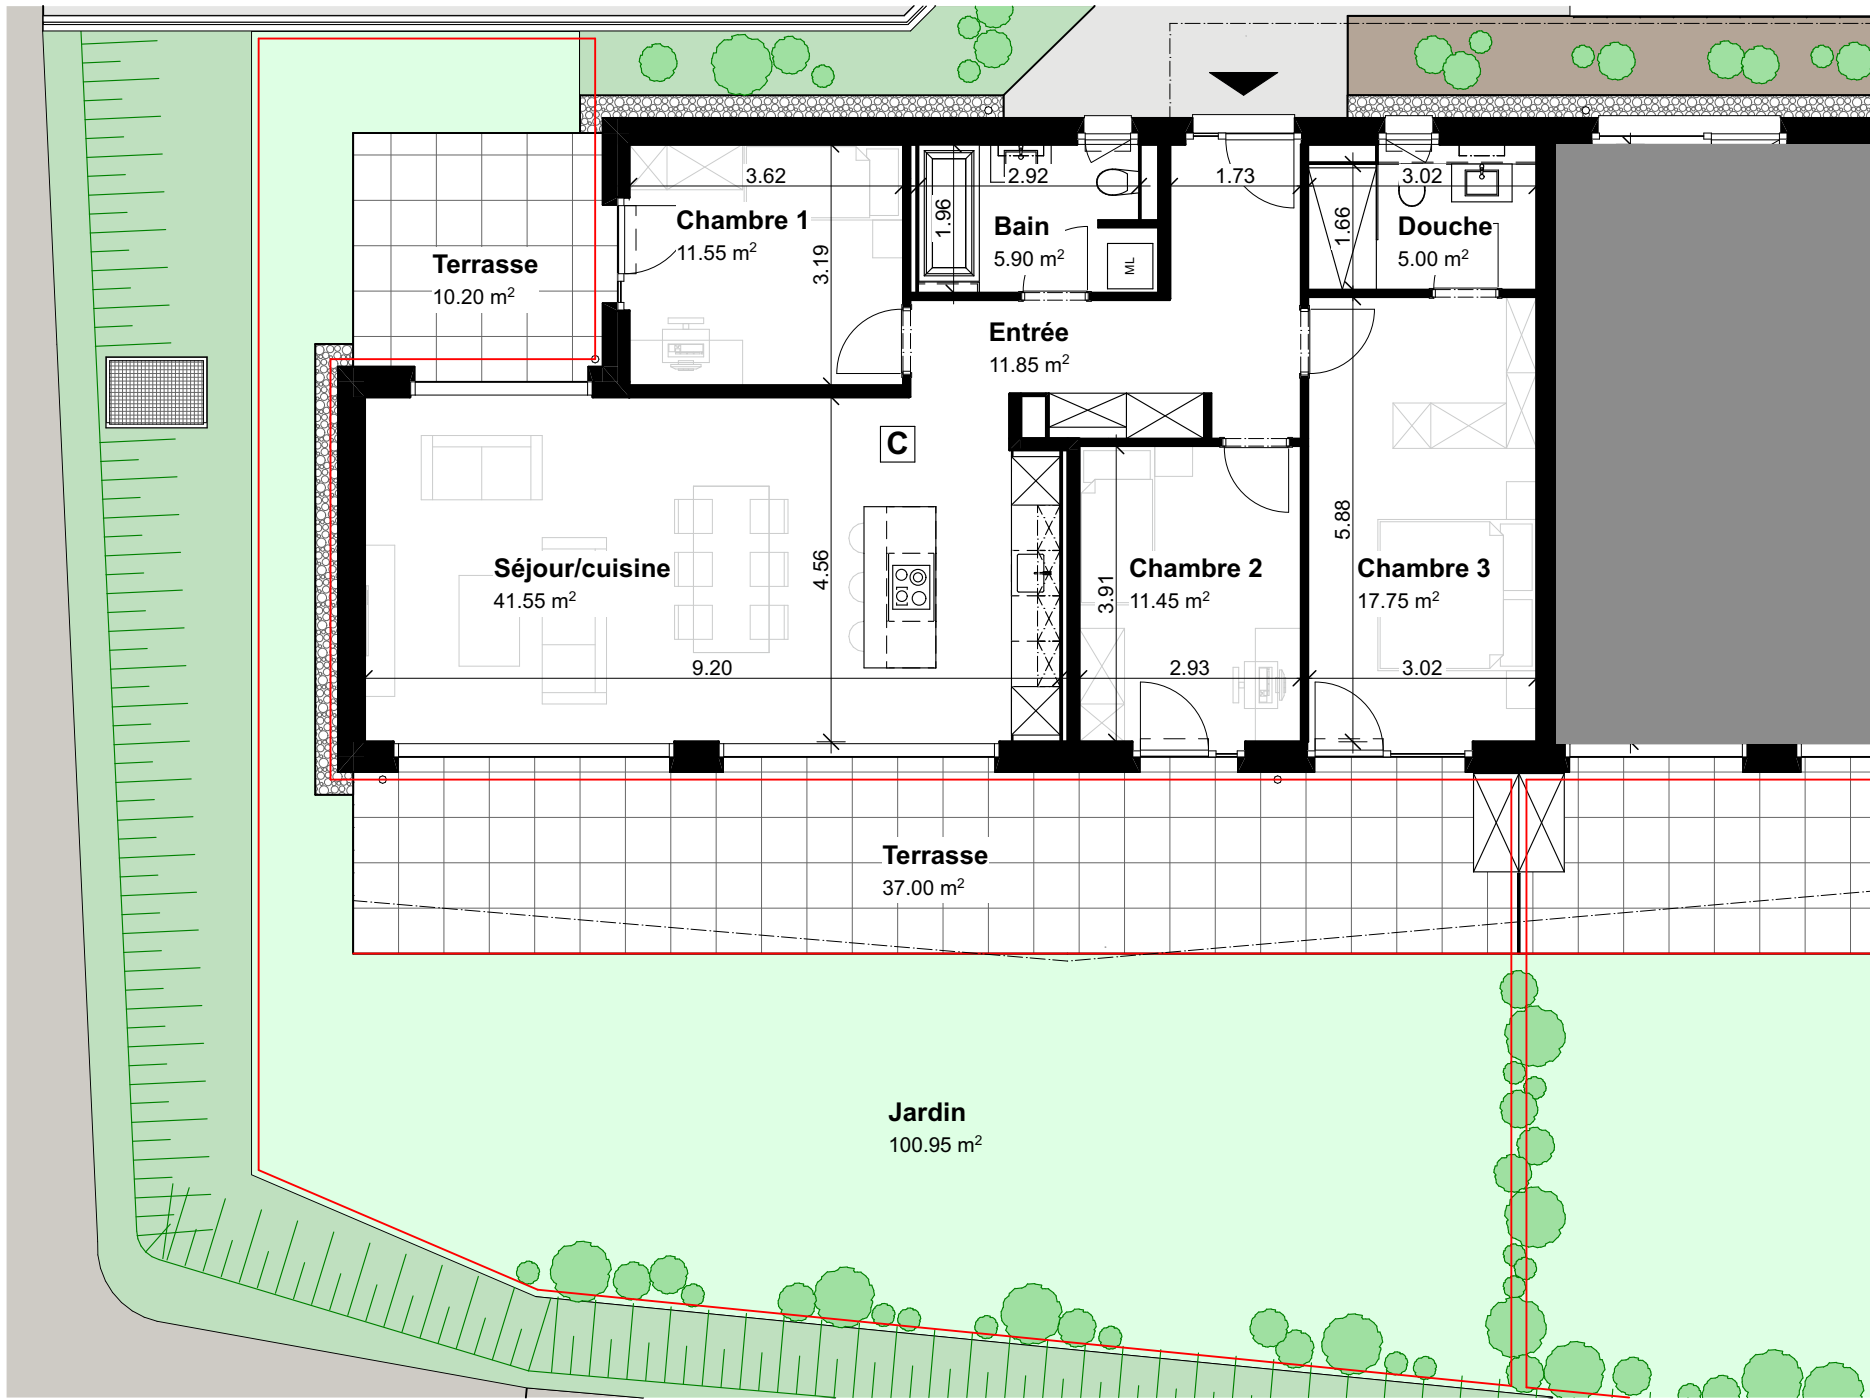 3.62
2.92
1.73
3.02
Chambre 1
11.55 m²
3.19
1.96
Bain
5.90 m²
ML
1.66
Douche
5.00 m²
Terrasse
10.20 m²
Entrée
11.85 m²
C
Séjour/cuisine
41.55 m²
4.56
9.20
Chambre 2
11.45 m²
3.91
2.93
5.88
Chambre 3
17.75 m²
3.02
Terrasse
37.00 m²
Jardin
100.95 m²